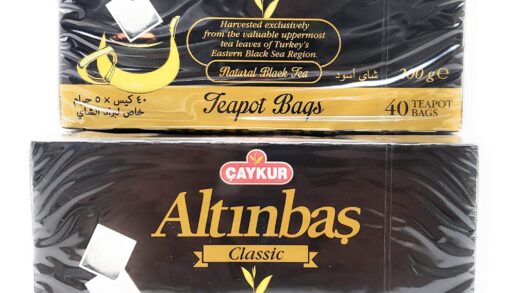 Harvested exclusively
from the valuable uppermost
tea leaves of Turkey's
Eastern Black Sea Region.
Natural Black Tea
شاي أسود
200 g ℮
٤٠ كيس × ٥ جرام
خاص لبراد الشاي
Teapot Bags
40 TEAPOT
BAGS
ÇAYKUR
Altınbaş
Classic